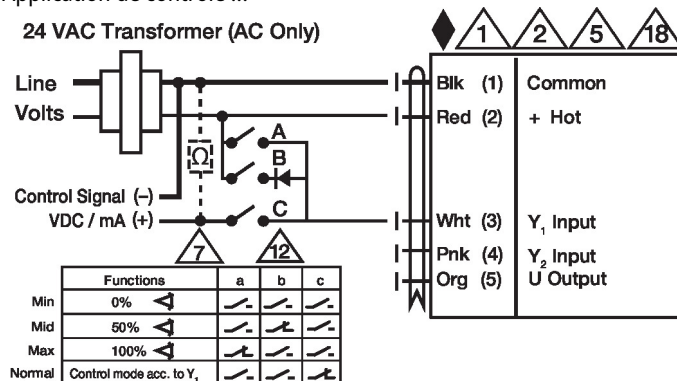 24 VAC Transformer (AC Only)
1 2 5 18
Line
Volts
Blk (1) Common
Red (2) + Hot
A
B
C
Ω
Control Signal (–)
VDC / mA (+)
Wht (3) Y₁ Input
Pnk (4) Y₂ Input
Org (5) U Output
7 12
Functions a b c
Min 0%
Mid 50%
Max 100%
Normal Control mode acc. to Y₁